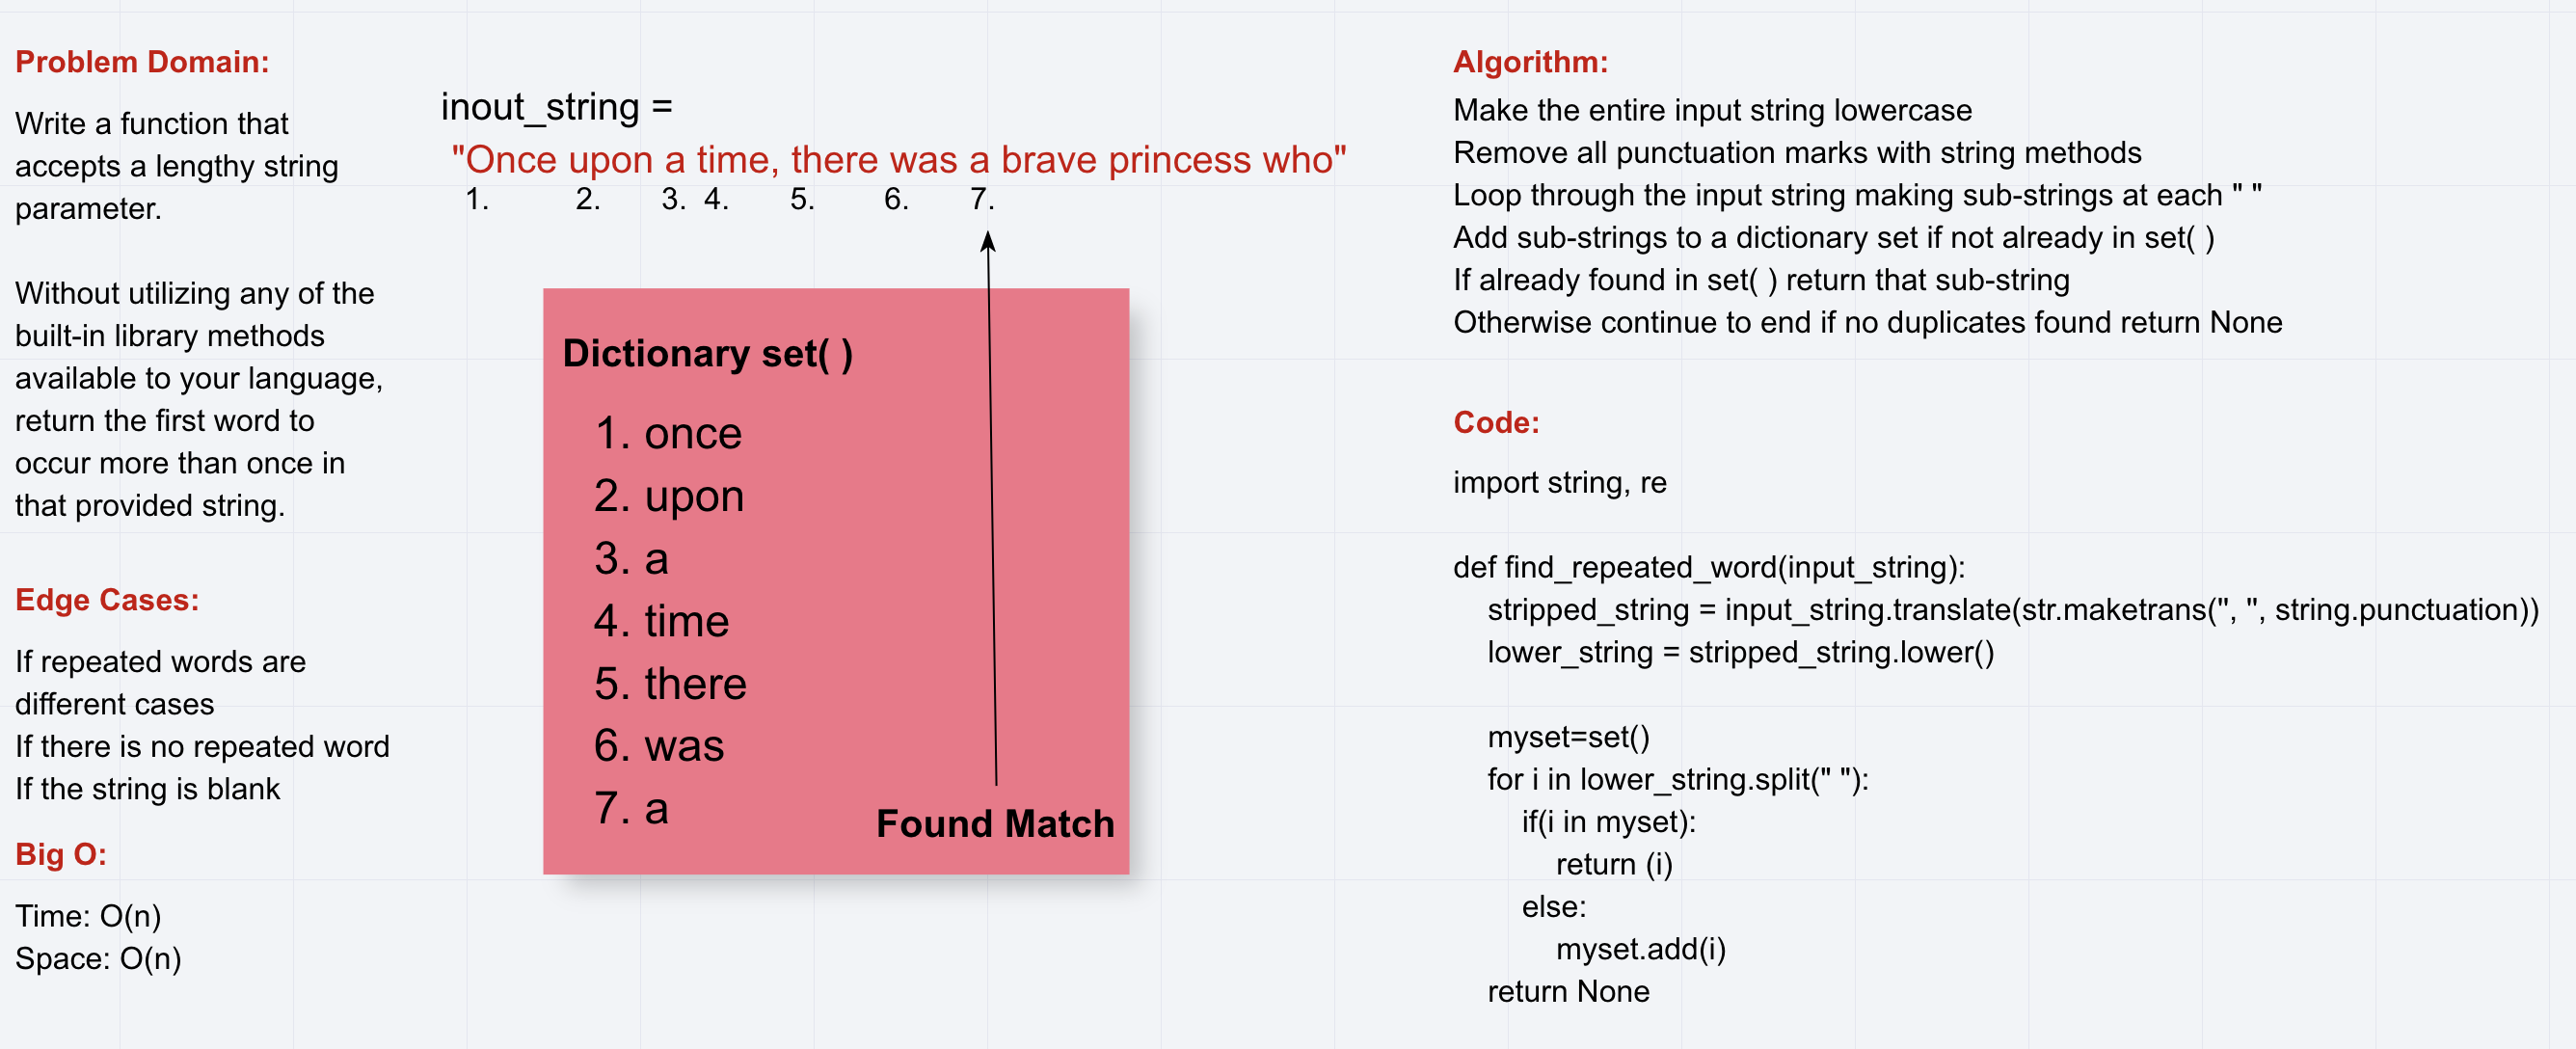 Problem Domain:
Write a function that
accepts a lengthy string
parameter.
Without utilizing any of the
built-in library methods
available to your language,
return the first word to
occur more than once in
that provided string.
Edge Cases:
If repeated words are
different cases
If there is no repeated word
If the string is blank
Big O:
Time: O(n)
Space: O(n)
inout_string =
"Once upon a time, there was a brave princess who"
1. 2. 3. 4. 5. 6. 7.
Dictionary set( )
1. once
2. upon
3. a
4. time
5. there
6. was
7. a
Found Match
Algorithm:
Make the entire input string lowercase
Remove all punctuation marks with string methods
Loop through the input string making sub-strings at each " "
Add sub-strings to a dictionary set if not already in set( )
If already found in set( ) return that sub-string
Otherwise continue to end if no duplicates found return None
Code:
import string, re
def find_repeated_word(input_string):
stripped_string = input_string.translate(str.maketrans('', '', string.punctuation))
lower_string = stripped_string.lower()
myset=set()
for i in lower_string.split(" "):
if(i in myset):
return (i)
else:
myset.add(i)
return None